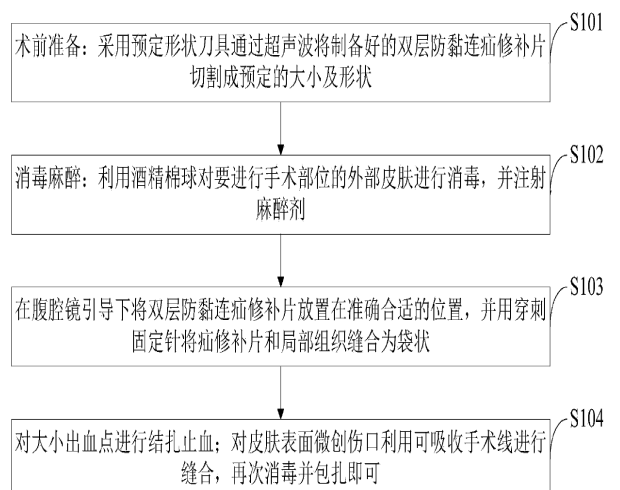 S101
术前准备：采用预定形状刀具通过超声波将制备好的双层防黏连疝修补片
切割成预定的大小及形状
S102
消毒麻醉：利用酒精棉球对要进行手术部位的外部皮肤进行消毒，并注射
麻醉剂
S103
在腹腔镜引导下将双层防黏连疝修补片放置在准确合适的位置，并用穿刺
固定针将疝修补片和局部组织缝合为袋状
S104
对大小出血点进行结扎止血；对皮肤表面微创伤口利用可吸收手术线进行
缝合，再次消毒并包扎即可